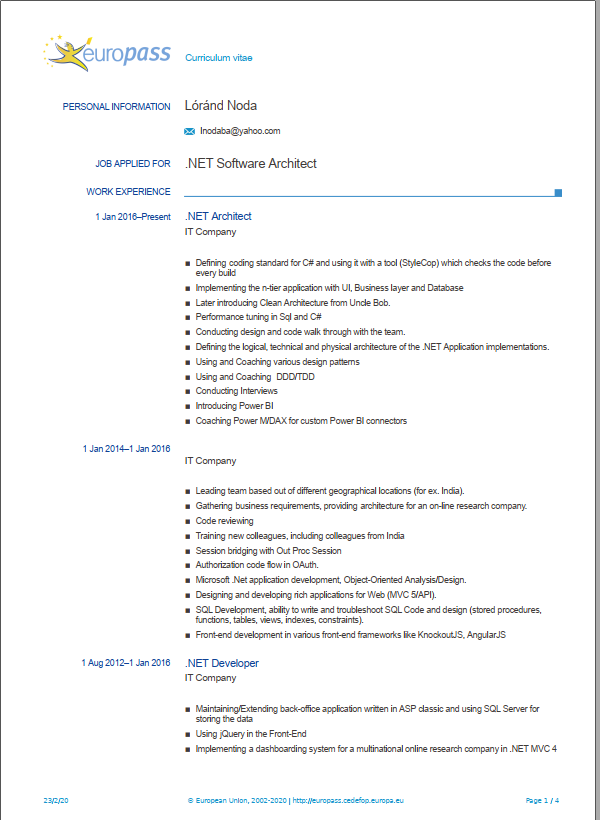 europass
Curriculum vitae
PERSONAL INFORMATION
Lóránd Noda
lnodaba@yahoo.com
JOB APPLIED FOR
.NET Software Architect
WORK EXPERIENCE
1 Jan 2016–Present
.NET Architect
IT Company
▪ Defining coding standard for C# and using it with a tool (StyleCop) which checks the code before
every build
▪ Implementing the n-tier application with UI, Business layer and Database
▪ Later introducing Clean Architecture from Uncle Bob.
▪ Performance tuning in Sql and C#
▪ Conducting design and code walk through with the team.
▪ Defining the logical, technical and physical architecture of the .NET Application implementations.
▪ Using and Coaching various design patterns
▪ Using and Coaching DDD/TDD
▪ Conducting Interviews
▪ Introducing Power BI
▪ Coaching Power M/DAX for custom Power BI connectors
1 Jan 2014–1 Jan 2016
IT Company
▪ Leading team based out of different geographical locations (for ex. India).
▪ Gathering business requirements, providing architecture for an on-line research company.
▪ Code reviewing
▪ Training new colleagues, including colleagues from India
▪ Session bridging with Out Proc Session
▪ Authorization code flow in OAuth.
▪ Microsoft .Net application development, Object-Oriented Analysis/Design.
▪ Designing and developing rich applications for Web (MVC 5/API).
▪ SQL Development, ability to write and troubleshoot SQL Code and design (stored procedures,
functions, tables, views, indexes, constraints).
▪ Front-end development in various front-end frameworks like KnockoutJS, AngularJS
1 Aug 2012–1 Jan 2016
.NET Developer
IT Company
▪ Maintaining/Extending back-office application written in ASP classic and using SQL Server for
storing the data
▪ Using jQuery in the Front-End
▪ Implementing a dashboarding system for a multinational online research company in .NET MVC 4
23/2/20
© European Union, 2002-2020 | http://europass.cedefop.europa.eu
Page 1 / 4